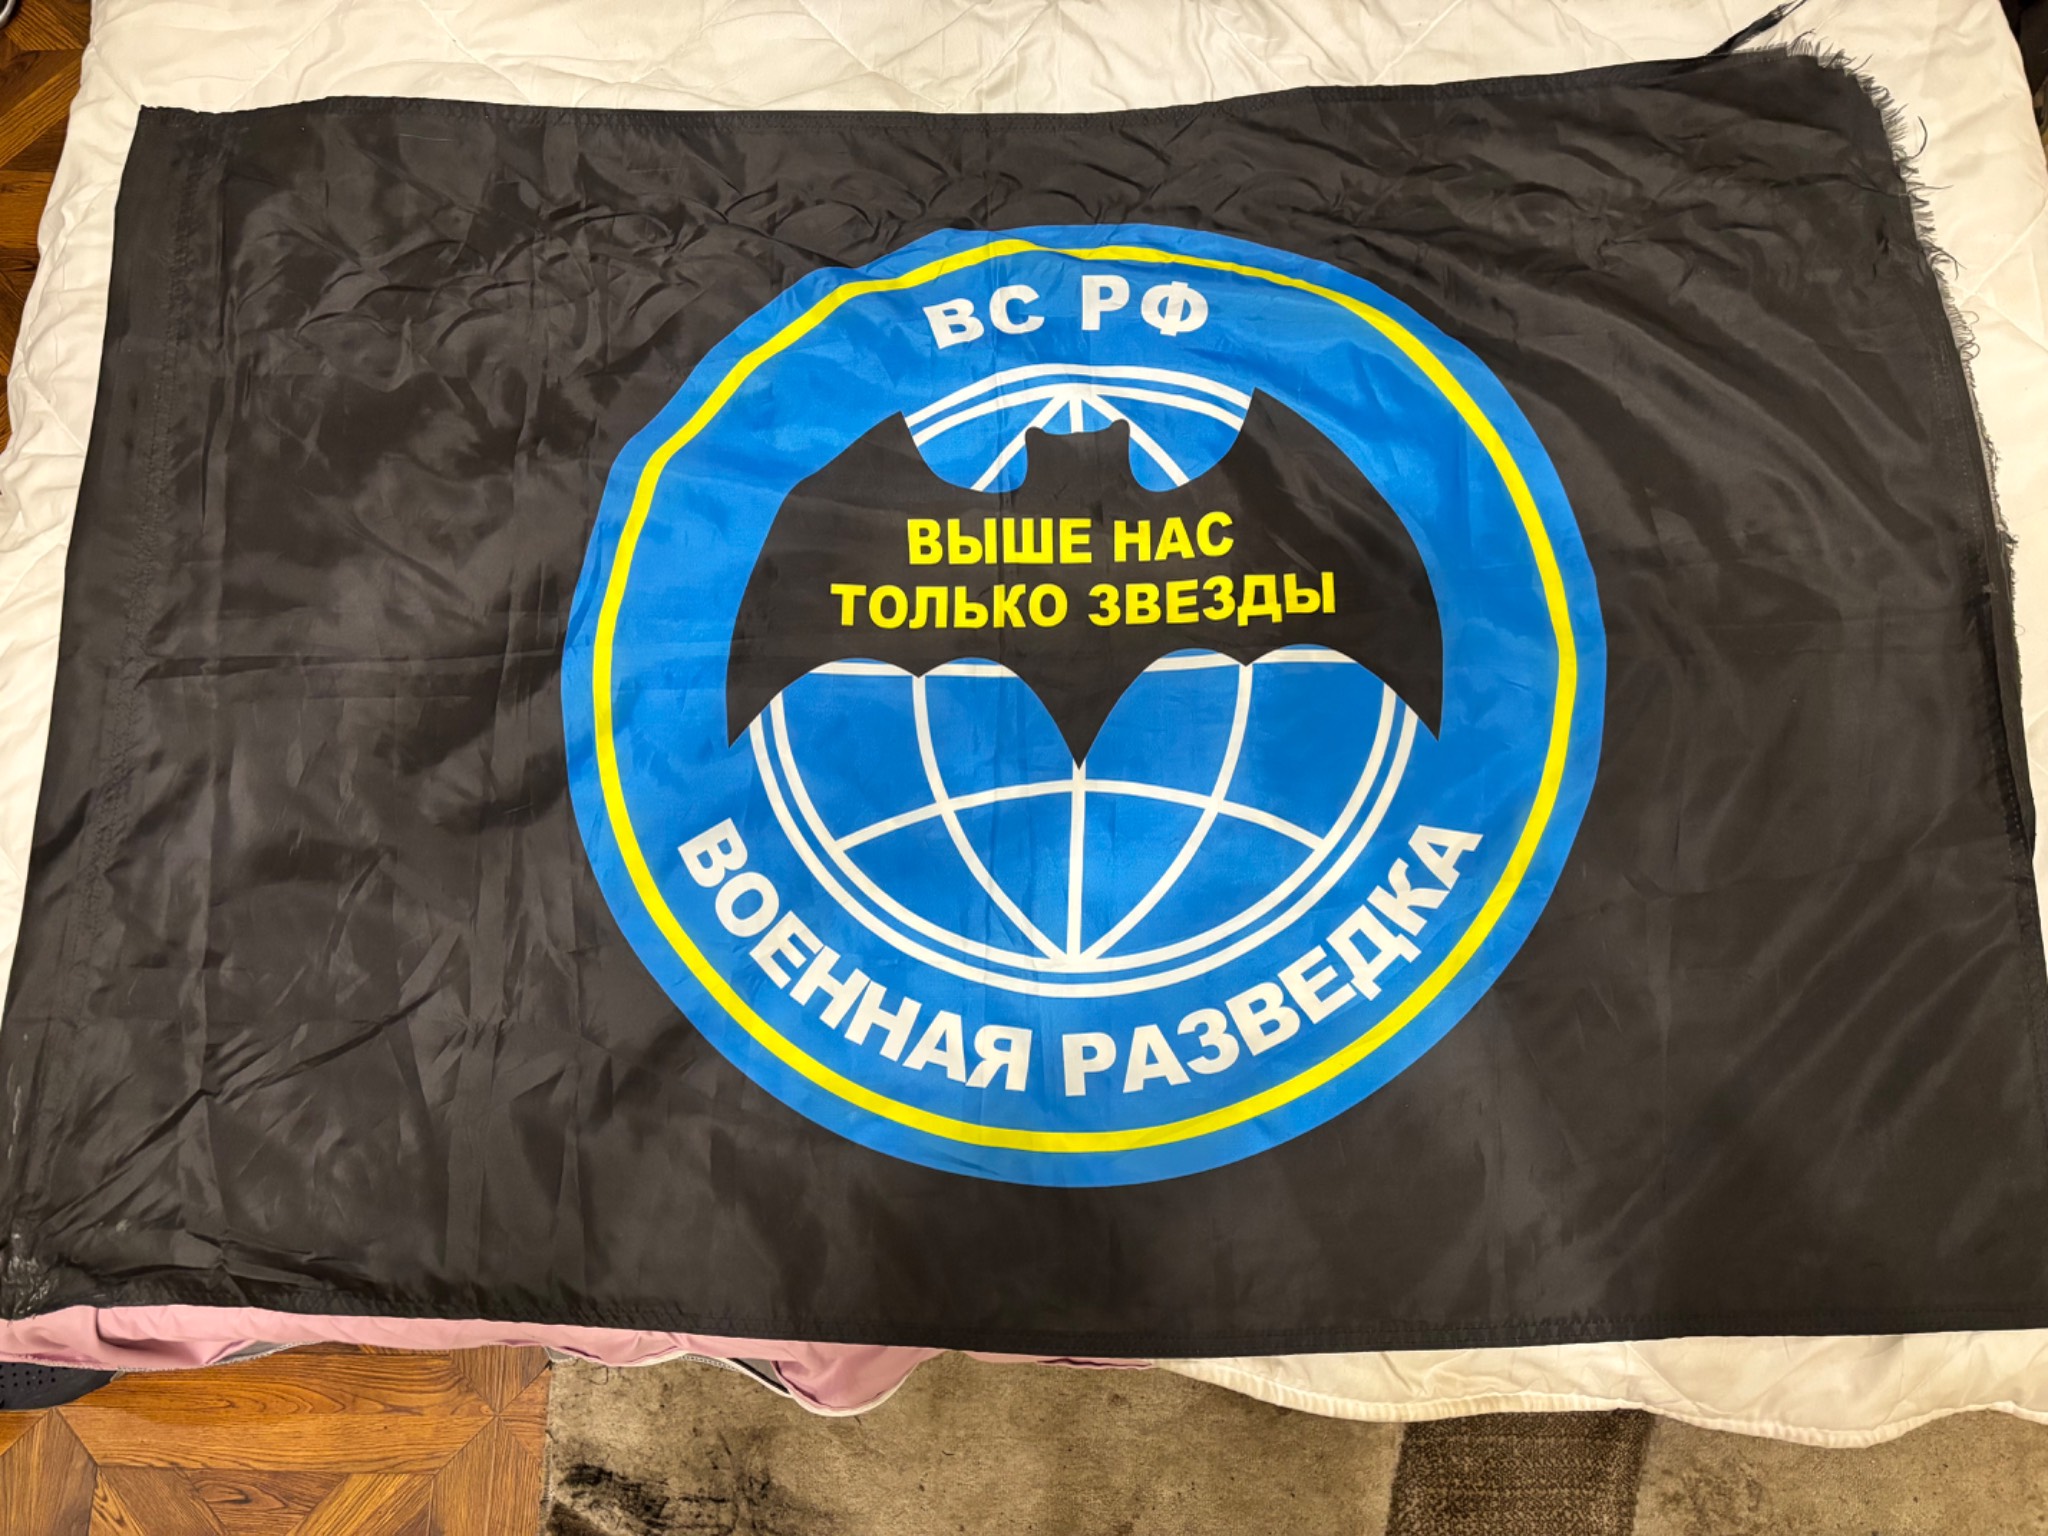 ВС РФ
ВЫШЕ НАС
ТОЛЬКО ЗВЕЗДЫ
ВОЕННАЯ РАЗВЕДКА